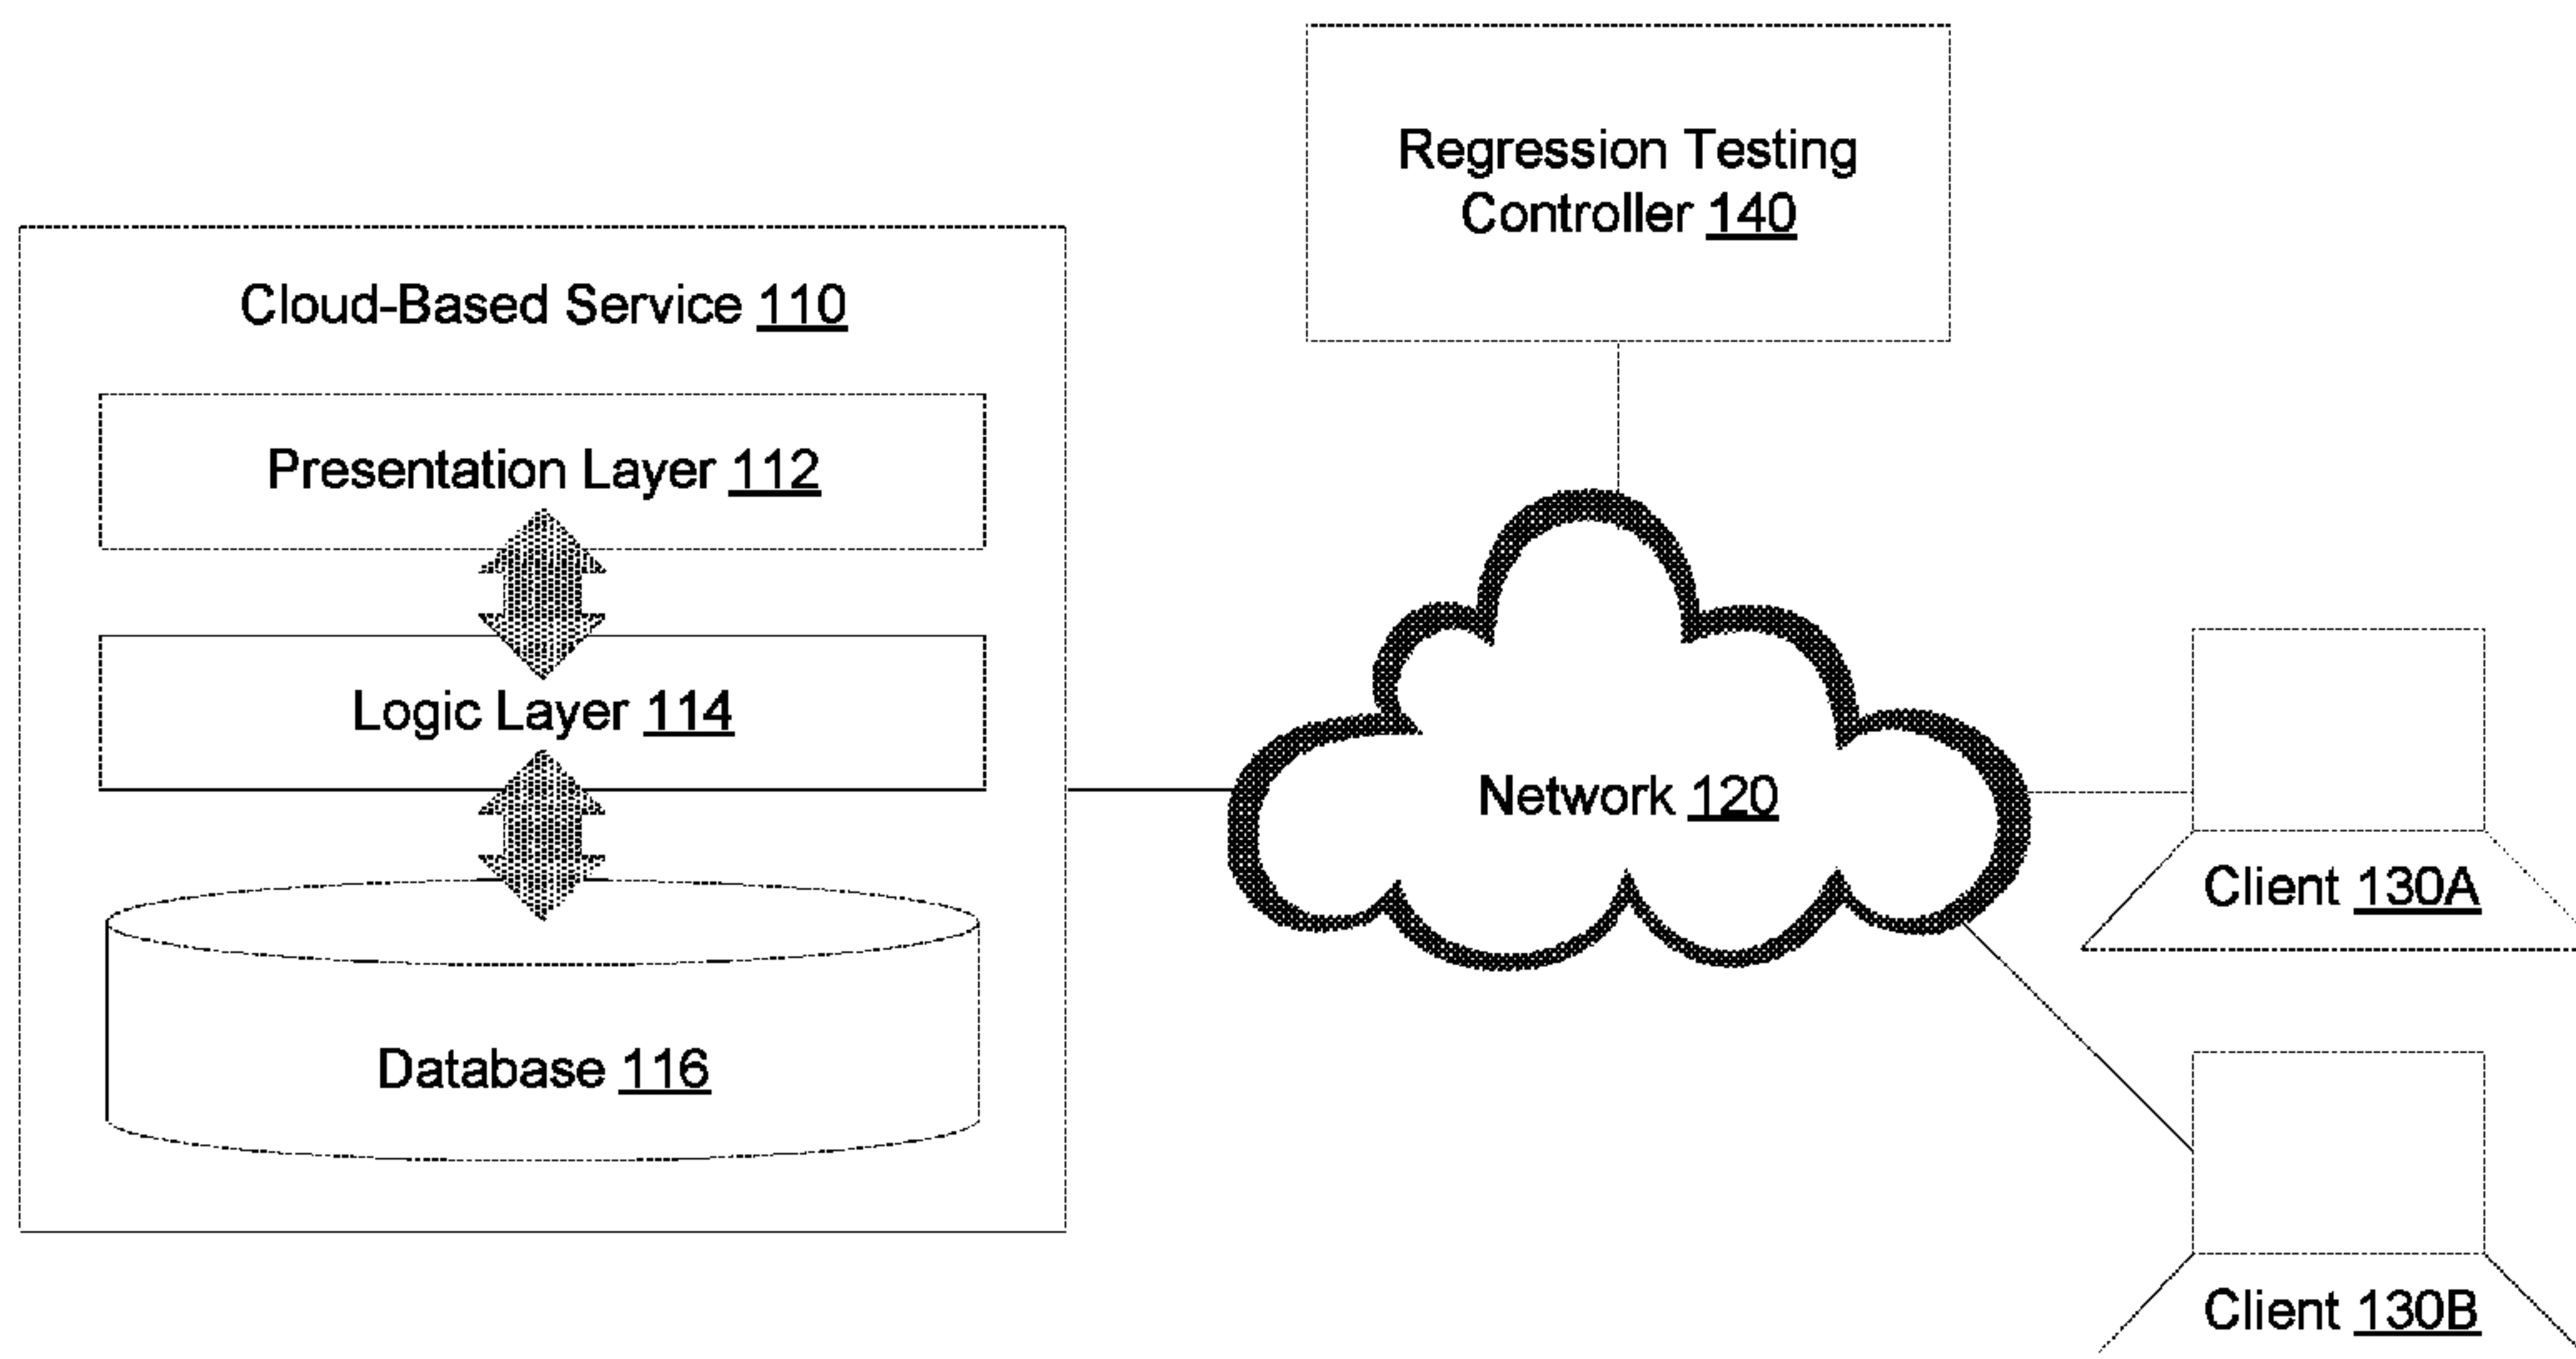 Regression Testing
Controller 140
Cloud-Based Service 110
Presentation Layer 112
Logic Layer 114
Database 116
Network 120
Client 130A
Client 130B